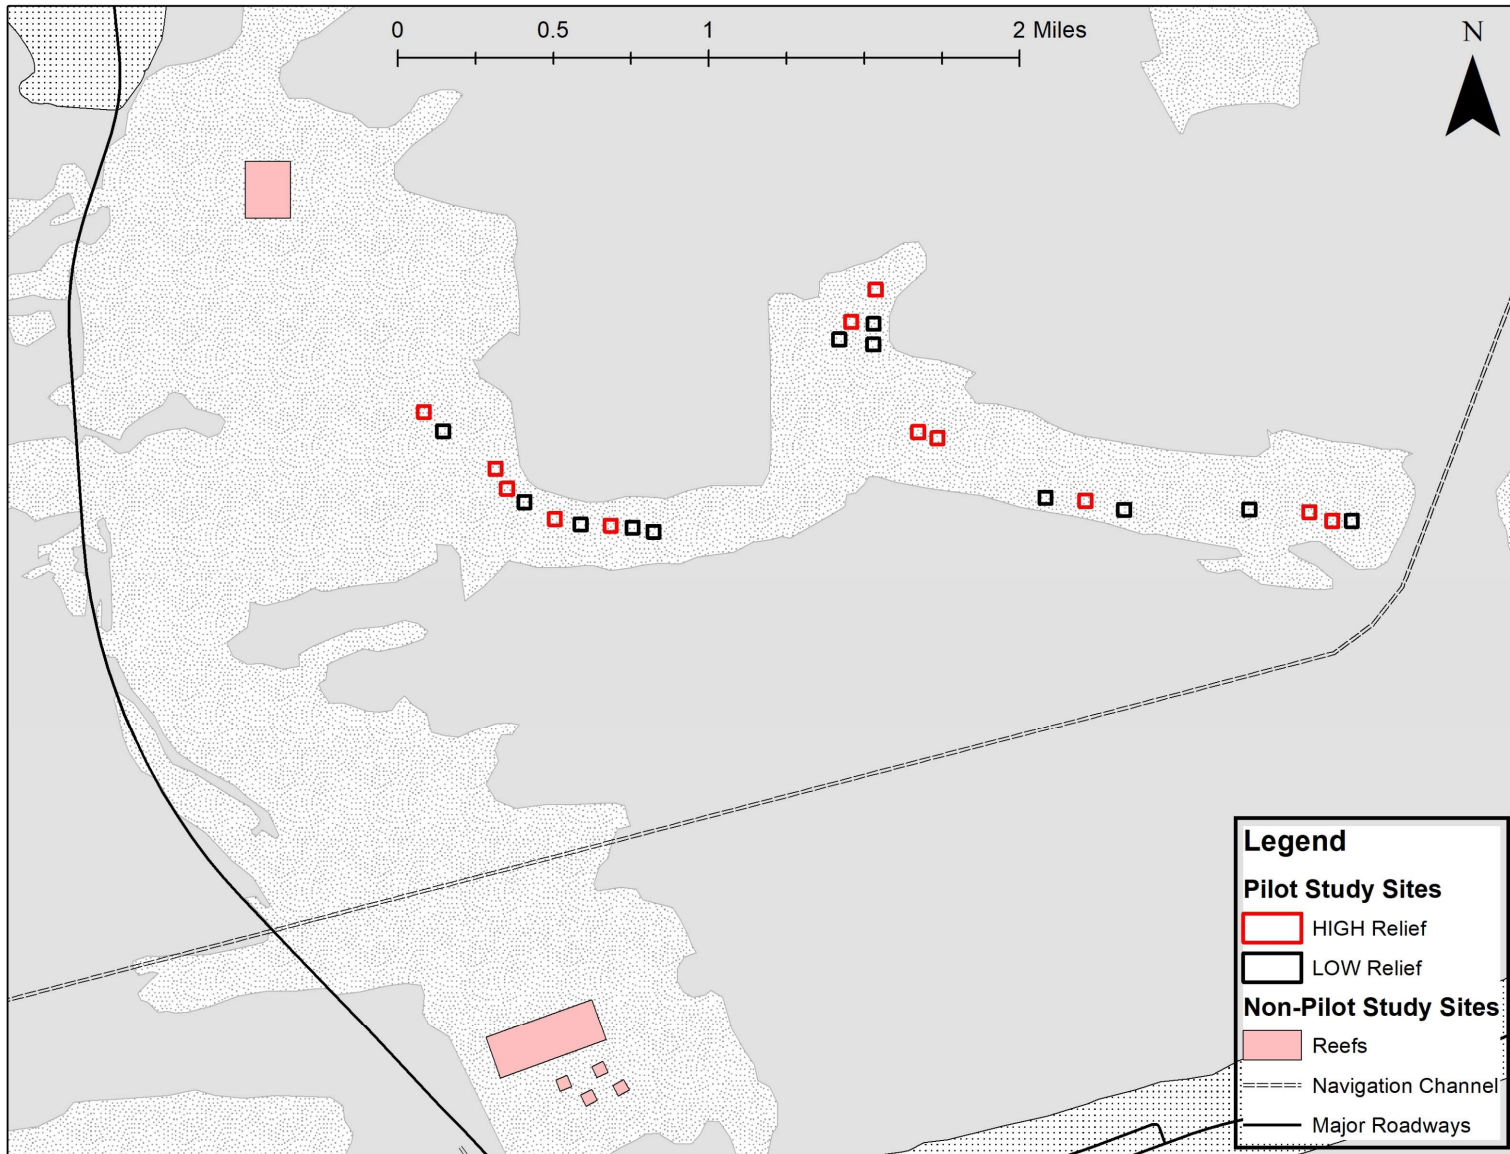 0 0.5 1 2 Miles
N
Legend
Pilot Study Sites
HIGH Relief
LOW Relief
Non-Pilot Study Sites
Reefs
Navigation Channel
Major Roadways